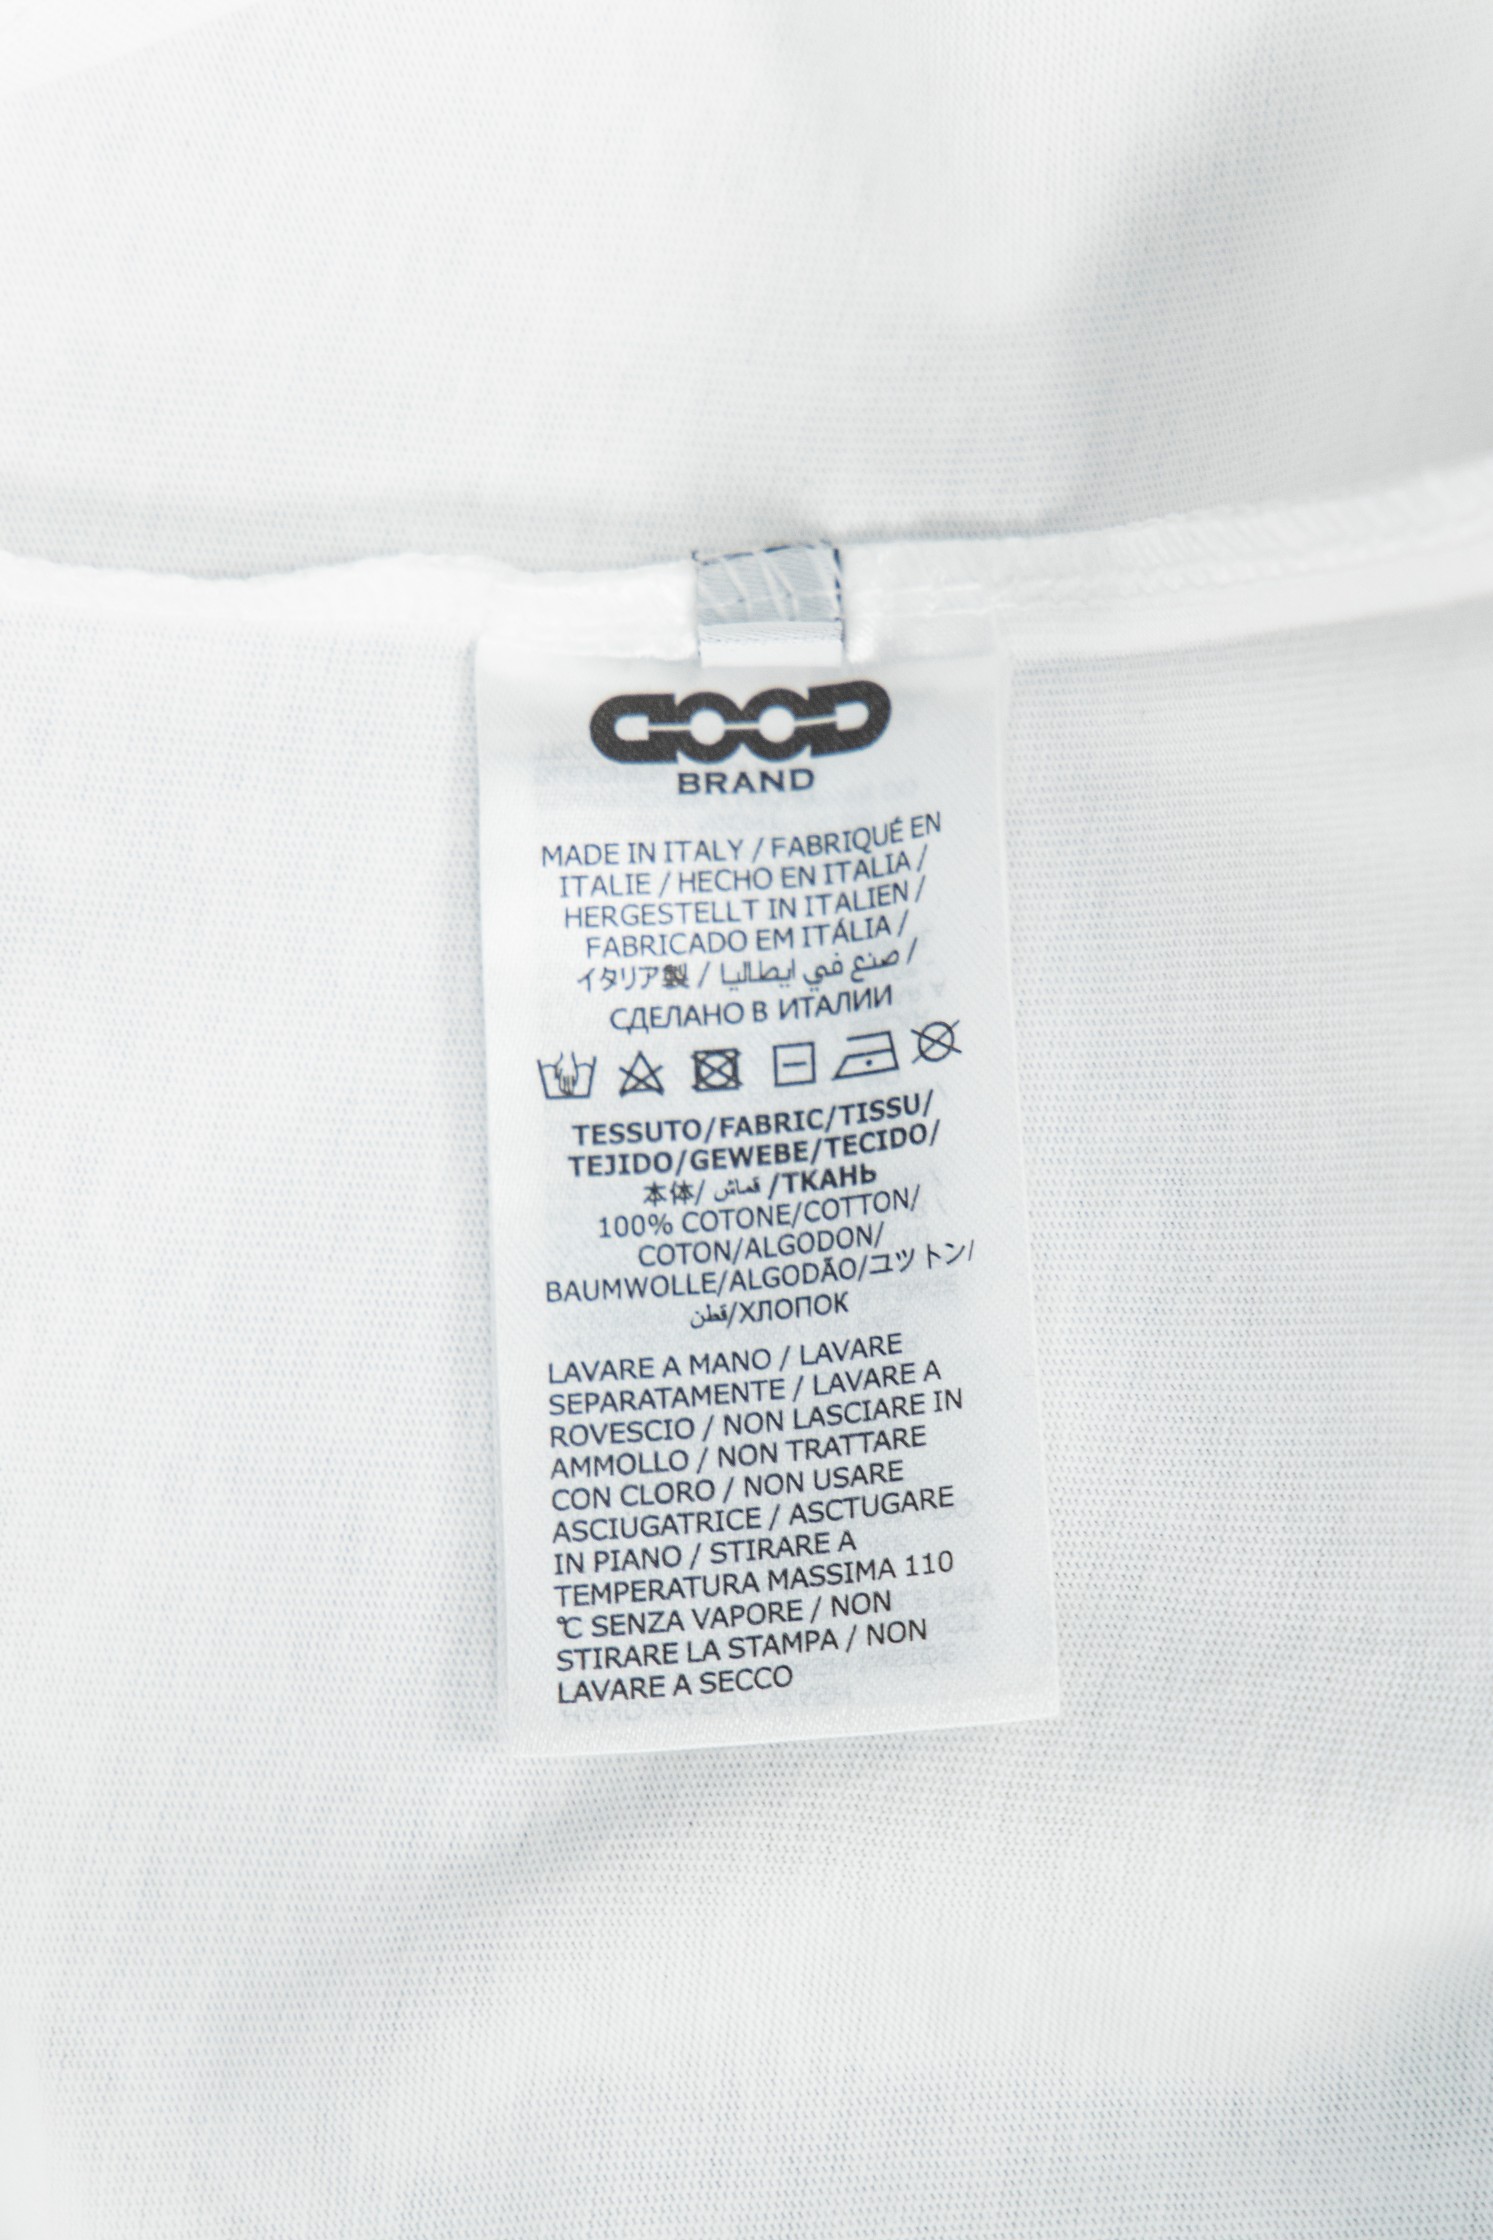 GOOD
BRAND
MADE IN ITALY / FABRIQUÉ EN
ITALIE / HECHO EN ITALIA /
HERGESTELLT IN ITALIEN /
FABRICADO EM ITÁLIA /
イタリア製 / صنع في ايطاليا /
СДЕЛАНО В ИТАЛИИ
TESSUTO/FABRIC/TISSU/
TEJIDO/GEWEBE/TECIDO/
本体/ قماش /ТКАНЬ
100% COTONE/COTTON/
COTON/ALGODON/
BAUMWOLLE/ALGODÃO/ユットン/
قطن/ХЛОПОК
LAVARE A MANO / LAVARE
SEPARATAMENTE / LAVARE A
ROVESCIO / NON LASCIARE IN
AMMOLLO / NON TRATTARE
CON CLORO / NON USARE
ASCIUGATRICE / ASCTUGARE
IN PIANO / STIRARE A
TEMPERATURA MASSIMA 110
℃ SENZA VAPORE / NON
STIRARE LA STAMPA / NON
LAVARE A SECCO